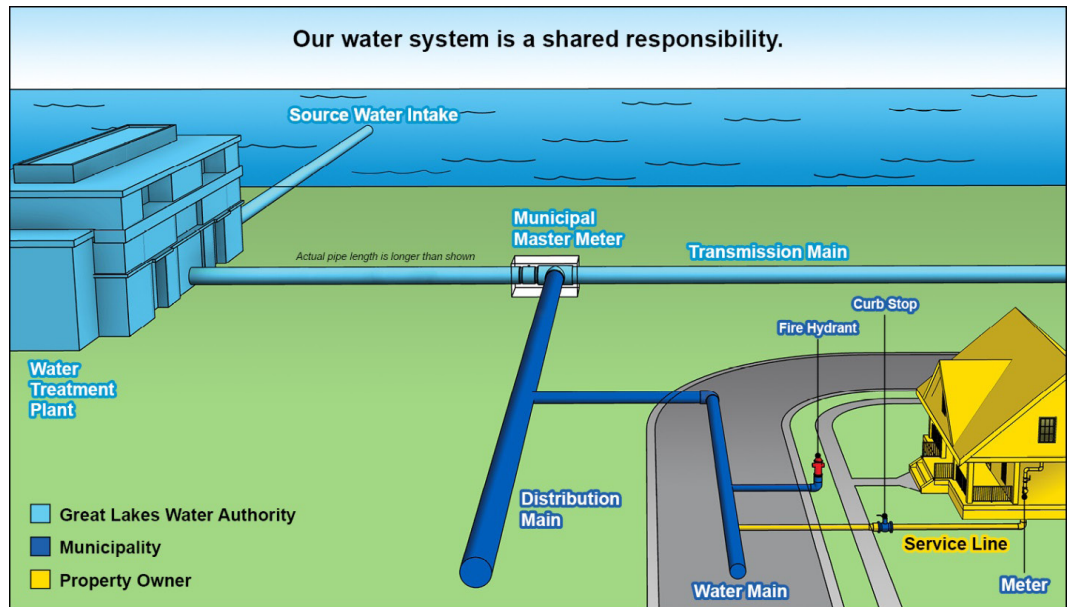 Our water system is a shared responsibility.
Source Water Intake
Municipal
Master Meter
Actual pipe length is longer than shown
Transmission Main
Curb Stop
Fire Hydrant
Water
Treatment
Plant
Distribution
Main
Great Lakes Water Authority
Municipality
Property Owner
Service Line
Water Main
Meter